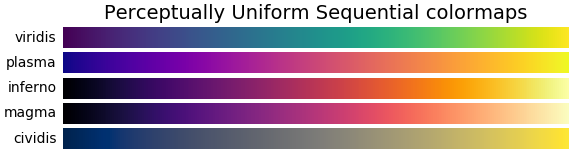 Perceptually Uniform Sequential colormaps
viridis
plasma
inferno
magma
cividis